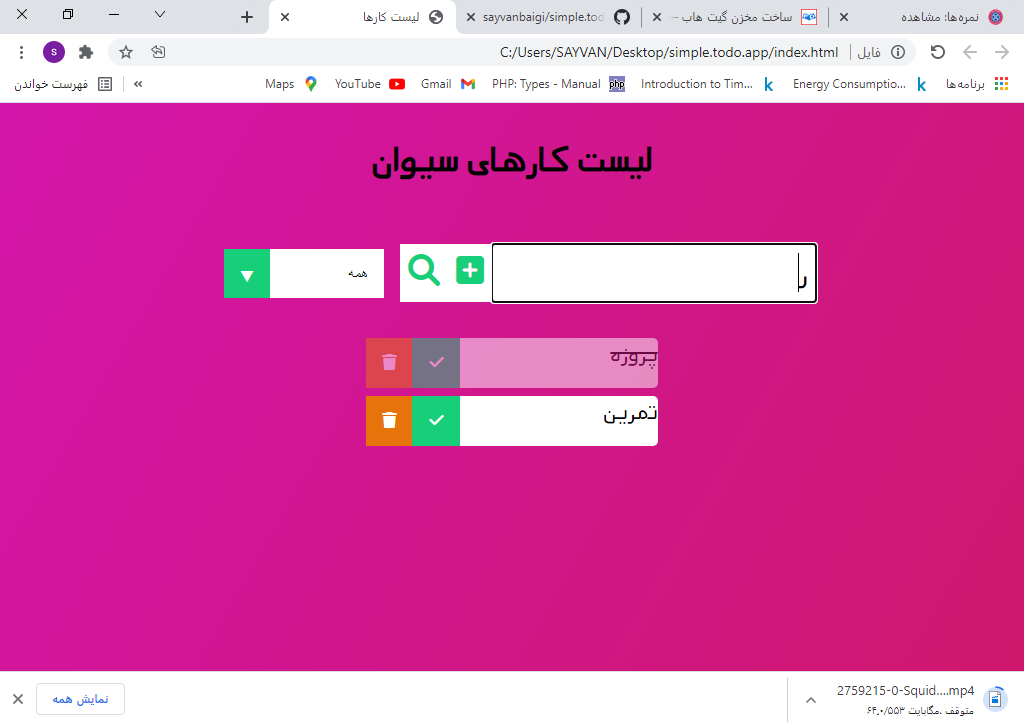 نمره‌ها: مشاهده
ساخت مخزن گیت هاب –
sayvanbaigi/simple.tod
لیست کارها
فایل
C:/Users/SAYVAN/Desktop/simple.todo.app/index.html
s
برنامه‌ها
Energy Consumptio...
Introduction to Tim...
PHP: Types - Manual
php
Gmail
YouTube
Maps
«
فهرست خواندن
لیست کارهای سیوان
ر
همه
پروزه
تمرین
2759215-0-Squid....mp4
۶۴٫۰/۵۵۳ مگابایت، متوقف
نمایش همه